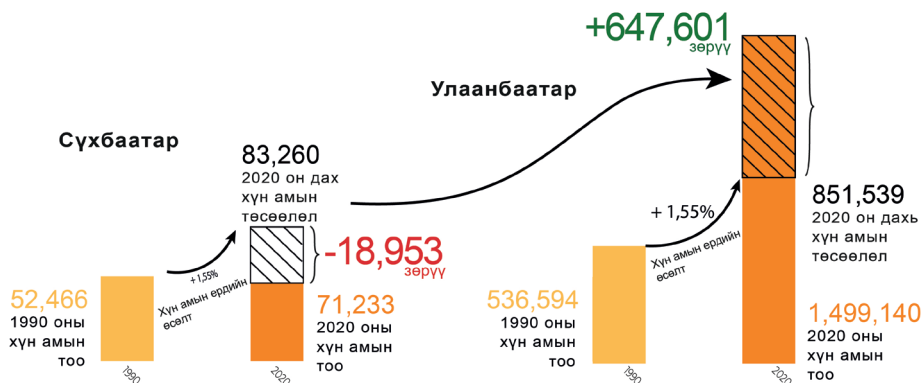 Сүхбаатар
83,260
2020 он дах
хүн амын
төсөөлөл
-18,953
зөрүү
+1,55%
Хүн амын ердийн
өсөлт
52,466
1990 оны
хүн амын
тоо
1990
71,233
2020 оны
хүн амын
тоо
2020
Улаанбаатар
+647,601
зөрүү
+ 1,55%
Хүн амын ердийн
өсөлт
536,594
1990 оны
хүн амын
тоо
1990
851,539
2020 он дахь
хүн амын
төсөөлөл
1,499,140
2020 оны
хүн амын
тоо
2020